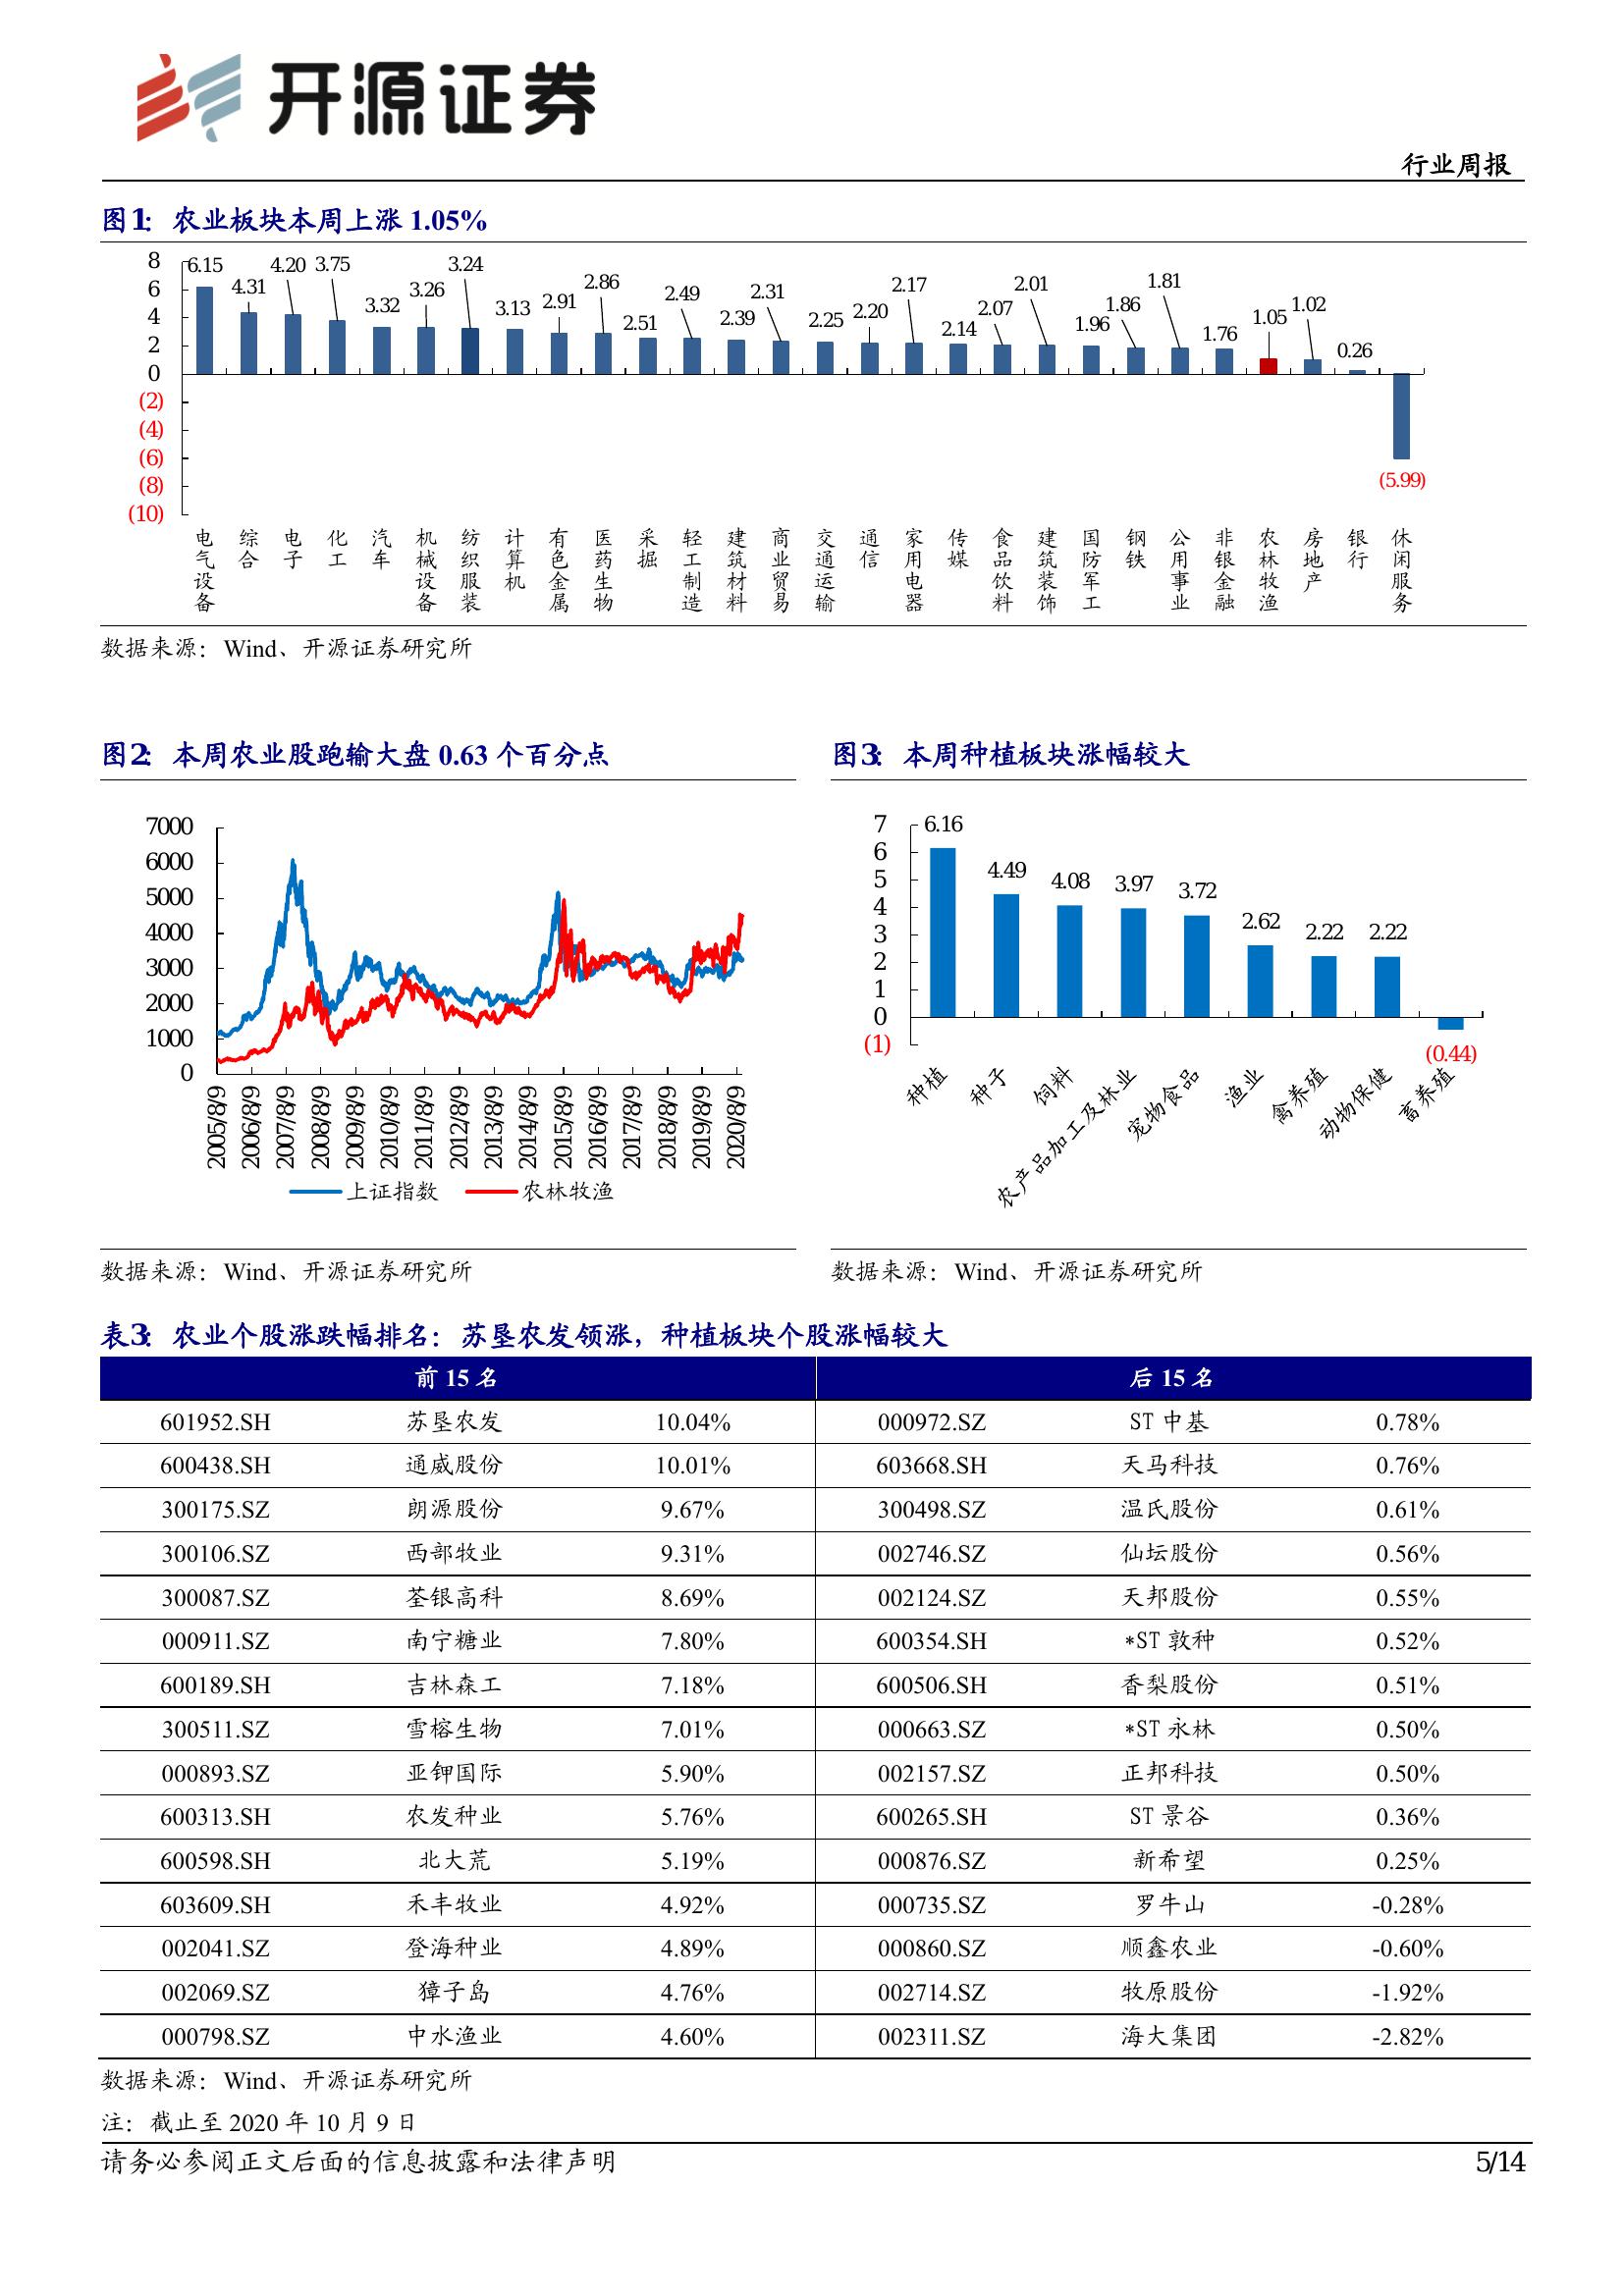 开源证券
行业周报
图1：农业板块本周上涨 1.05%
8
6
4
2
0
(2)
(4)
(6)
(8)
(10)
6.15
4.31
4.20
3.75
3.32
3.26
3.24
3.13
2.91
2.86
2.51
2.49
2.39
2.31
2.25
2.20
2.17
2.14
2.07
2.01
1.96
1.86
1.81
1.76
1.05
1.02
0.26
(5.99)
电气设备
综合
电子
化工
汽车
机械设备
纺织服装
计算机
有色金属
医药生物
采掘
轻工制造
建筑材料
商业贸易
交通运输
通信
家用电器
传媒
食品饮料
建筑装饰
国防军工
钢铁
公用事业
非银金融
农林牧渔
房地产
银行
休闲服务
数据来源：Wind、开源证券研究所
图2：本周农业股跑输大盘 0.63 个百分点
7000
6000
5000
4000
3000
2000
1000
0
2005/8/9
2006/8/9
2007/8/9
2008/8/9
2009/8/9
2010/8/9
2011/8/9
2012/8/9
2013/8/9
2014/8/9
2015/8/9
2016/8/9
2017/8/9
2018/8/9
2019/8/9
2020/8/9
上证指数 农林牧渔
数据来源：Wind、开源证券研究所
图3：本周种植板块涨幅较大
7
6
5
4
3
2
1
0
(1)
6.16
4.49
4.08
3.97
3.72
2.62
2.22
2.22
(0.44)
种植
种子
饲料
农产品加工及林业
宠物食品
渔业
禽养殖
动物保健
畜养殖
数据来源：Wind、开源证券研究所
表3：农业个股涨跌幅排名：苏垦农发领涨，种植板块个股涨幅较大
前 15 名 后 15 名
601952.SH 苏垦农发 10.04% 000972.SZ ST 中基 0.78%
600438.SH 通威股份 10.01% 603668.SH 天马科技 0.76%
300175.SZ 朗源股份 9.67% 300498.SZ 温氏股份 0.61%
300106.SZ 西部牧业 9.31% 002746.SZ 仙坛股份 0.56%
300087.SZ 荃银高科 8.69% 002124.SZ 天邦股份 0.55%
000911.SZ 南宁糖业 7.80% 600354.SH *ST 敦种 0.52%
600189.SH 吉林森工 7.18% 600506.SH 香梨股份 0.51%
300511.SZ 雪榕生物 7.01% 000663.SZ *ST 永林 0.50%
000893.SZ 亚钾国际 5.90% 002157.SZ 正邦科技 0.50%
600313.SH 农发种业 5.76% 600265.SH ST 景谷 0.36%
600598.SH 北大荒 5.19% 000876.SZ 新希望 0.25%
603609.SH 禾丰牧业 4.92% 000735.SZ 罗牛山 -0.28%
002041.SZ 登海种业 4.89% 000860.SZ 顺鑫农业 -0.60%
002069.SZ 獐子岛 4.76% 002714.SZ 牧原股份 -1.92%
000798.SZ 中水渔业 4.60% 002311.SZ 海大集团 -2.82%
数据来源：Wind、开源证券研究所
注：截止至 2020 年 10 月 9 日
请务必参阅正文后面的信息披露和法律声明 5/14